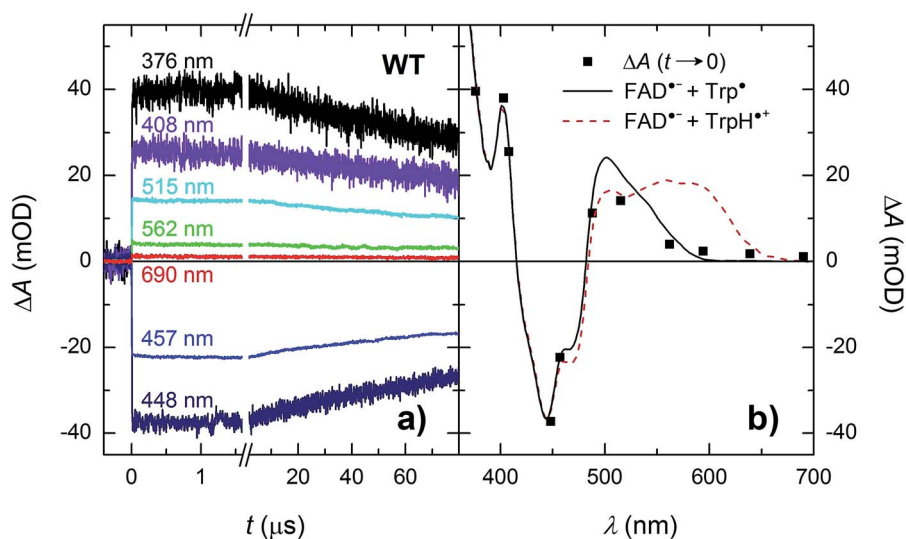 376 nm
WT
408 nm
515 nm
562 nm
690 nm
457 nm
448 nm
a)
40
20
0
-20
-40
ΔA (mOD)
0
1
20
40
60
t (μs)
ΔA (t→0)
FAD•− + Trp•
FAD•− + TrpH•+
b)
40
20
0
-20
-40
ΔA (mOD)
400
500
600
700
λ (nm)